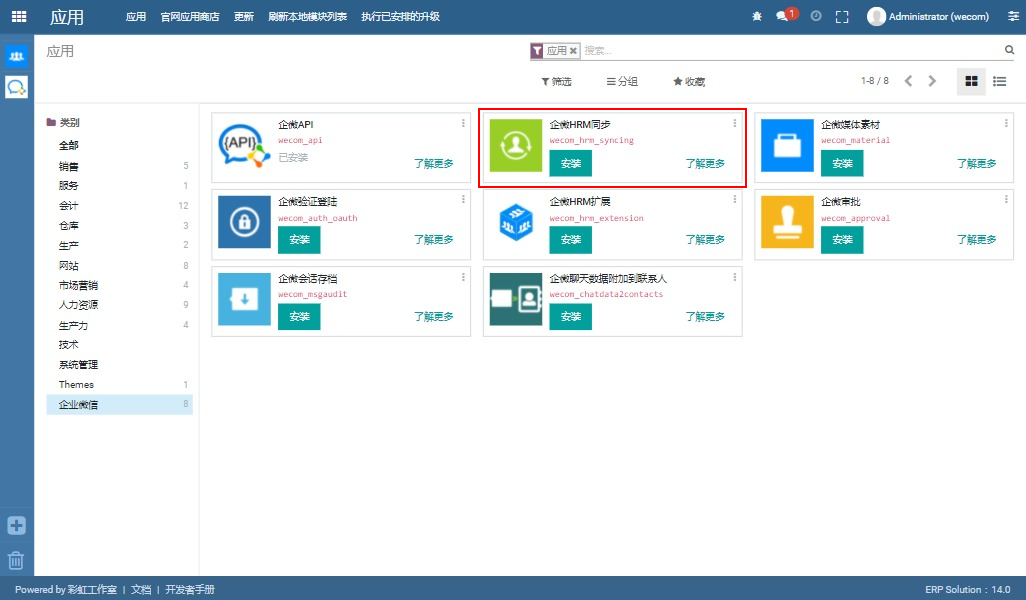 应用 应用 官网应用商店 更新 刷新本地模块列表 执行已安排的升级 1 Administrator (wecom)
应用 应用 搜索...
筛选 分组 收藏 1-8 / 8
类别
全部
销售 5
服务 1
会计 12
仓库 3
生产 2
网站 8
市场营销 4
人力资源 9
生产力 4
技术
系统管理
Themes 1
企业微信 8
企微API
wecom_api
已安装
了解更多
企微HRM同步
wecom_hrm_syncing
安装 了解更多
企微媒体素材
wecom_material
安装 了解更多
企微验证登陆
wecom_auth_oauth
安装 了解更多
企微HRM扩展
wecom_hrm_extension
安装 了解更多
企微审批
wecom_approval
安装 了解更多
企微会话存档
wecom_msgaudit
安装 了解更多
企微聊天数据附加到联系人
wecom_chatdata2contacts
安装 了解更多
{API}
Powered by 彩虹工作室 | 文档 | 开发者手册 ERP Solution : 14.0